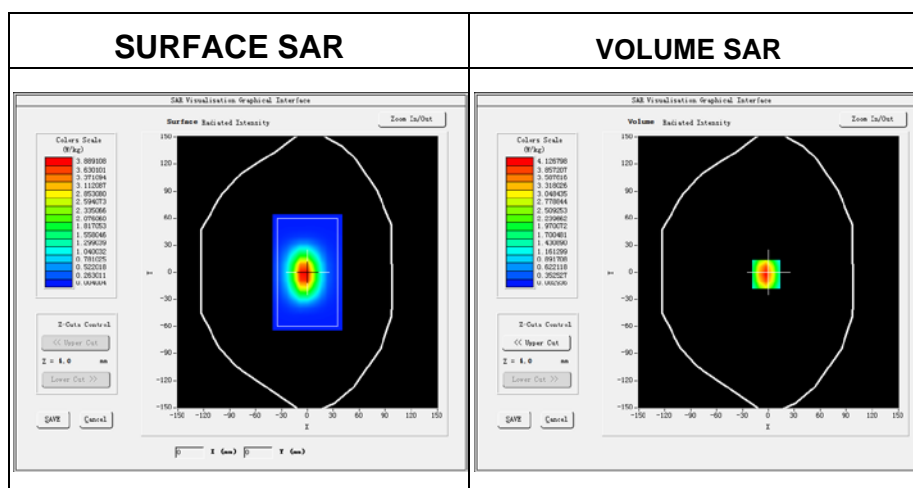 SURFACE SAR
VOLUME SAR
SAR Visualisation Graphical Interface
Surface Radiated Intensity
Zoom In/Out
Colors Scale
(W/kg)
3.889108
3.630101
3.371094
3.112087
2.853080
2.594073
2.335066
2.076060
1.817053
1.558046
1.299039
1.040032
0.781025
0.522018
0.263011
0.004004
150
120
90
60
30
0
-30
-60
-90
-120
-150
Y
-150 -120 -90 -60 -30 0 30 60 90 120 150
X
Z-Cuts Control
<< Upper Cut
Z = 4.0 mm
Lower Cut >>
SAVE Cancel
0 X (mm) 0 Y (mm)
SAR Visualisation Graphical Interface
Volume Radiated Intensity
Zoom In/Out
Colors Scale
(W/kg)
4.126798
3.857207
3.587616
3.318026
3.048435
2.778844
2.509253
2.239662
1.970072
1.700481
1.430890
1.161299
0.891708
0.622118
0.352527
150
120
90
60
30
0
-30
-60
-90
-120
-150
Y
-150 -120 -90 -60 -30 0 30 60 90 120 150
X
Z-Cuts Control
<< Upper Cut
Z = 4.0 mm
Lower Cut >>
SAVE Cancel